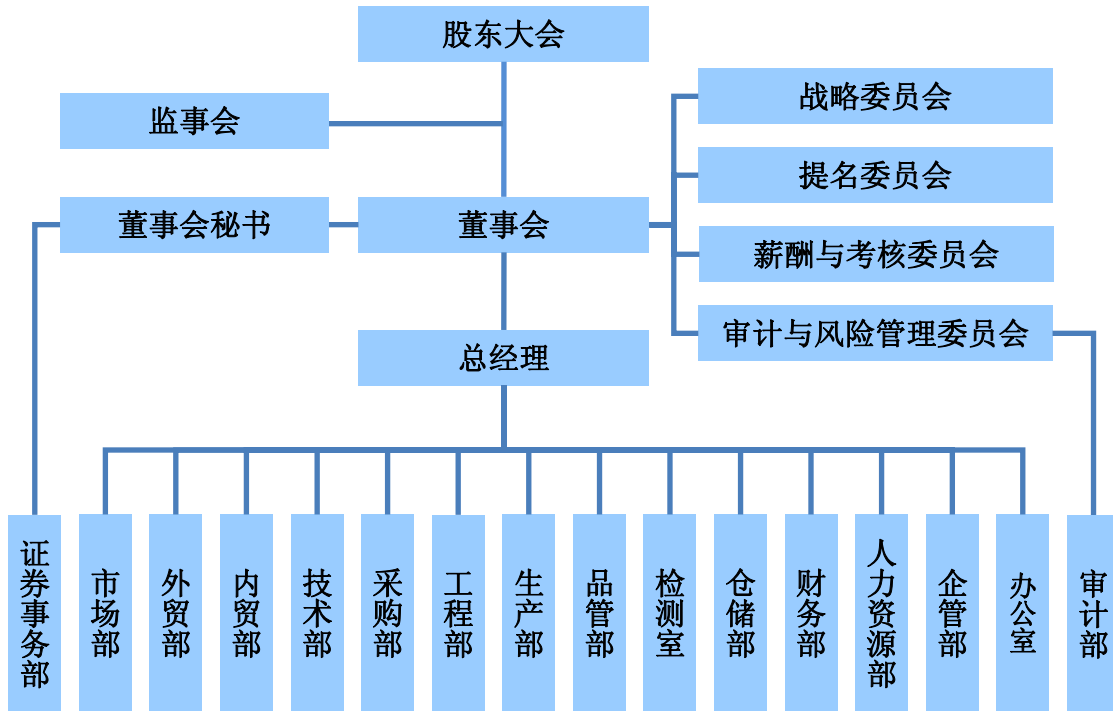 股东大会
战略委员会
监事会
提名委员会
董事会秘书
董事会
薪酬与考核委员会
审计与风险管理委员会
总经理
证券事务部
市场部
外贸部
内贸部
技术部
采购部
工程部
生产部
品管部
检测室
仓储部
财务部
人力资源部
企管部
办公室
审计部